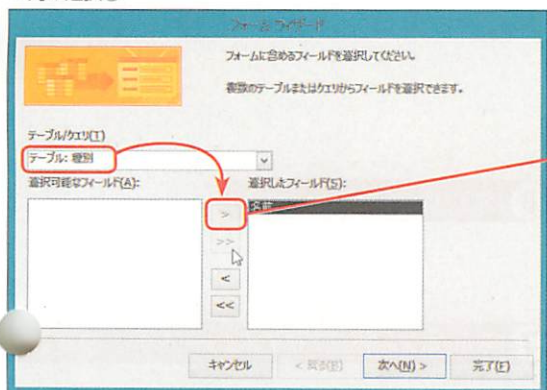 フォーム ウィザード
フォームに含めるフィールドを選択してください。
複数のテーブルまたはクエリからフィールドを選択できます。
テーブル/クエリ(T)
テーブル: 種別
選択可能なフィールド(A):
選択したフィールド(S):
名前
>
>>
<
<<
キャンセル
< 戻る(B)
次へ(N) >
完了(F)